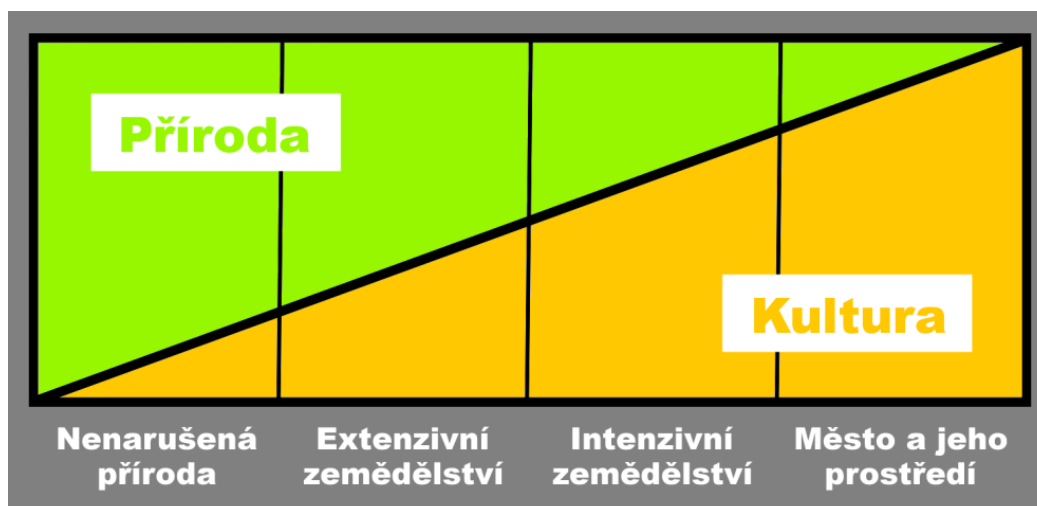 Příroda
Kultura
Nenarušená
příroda
Extenzivní
zemědělství
Intenzivní
zemědělství
Město a jeho
prostředí